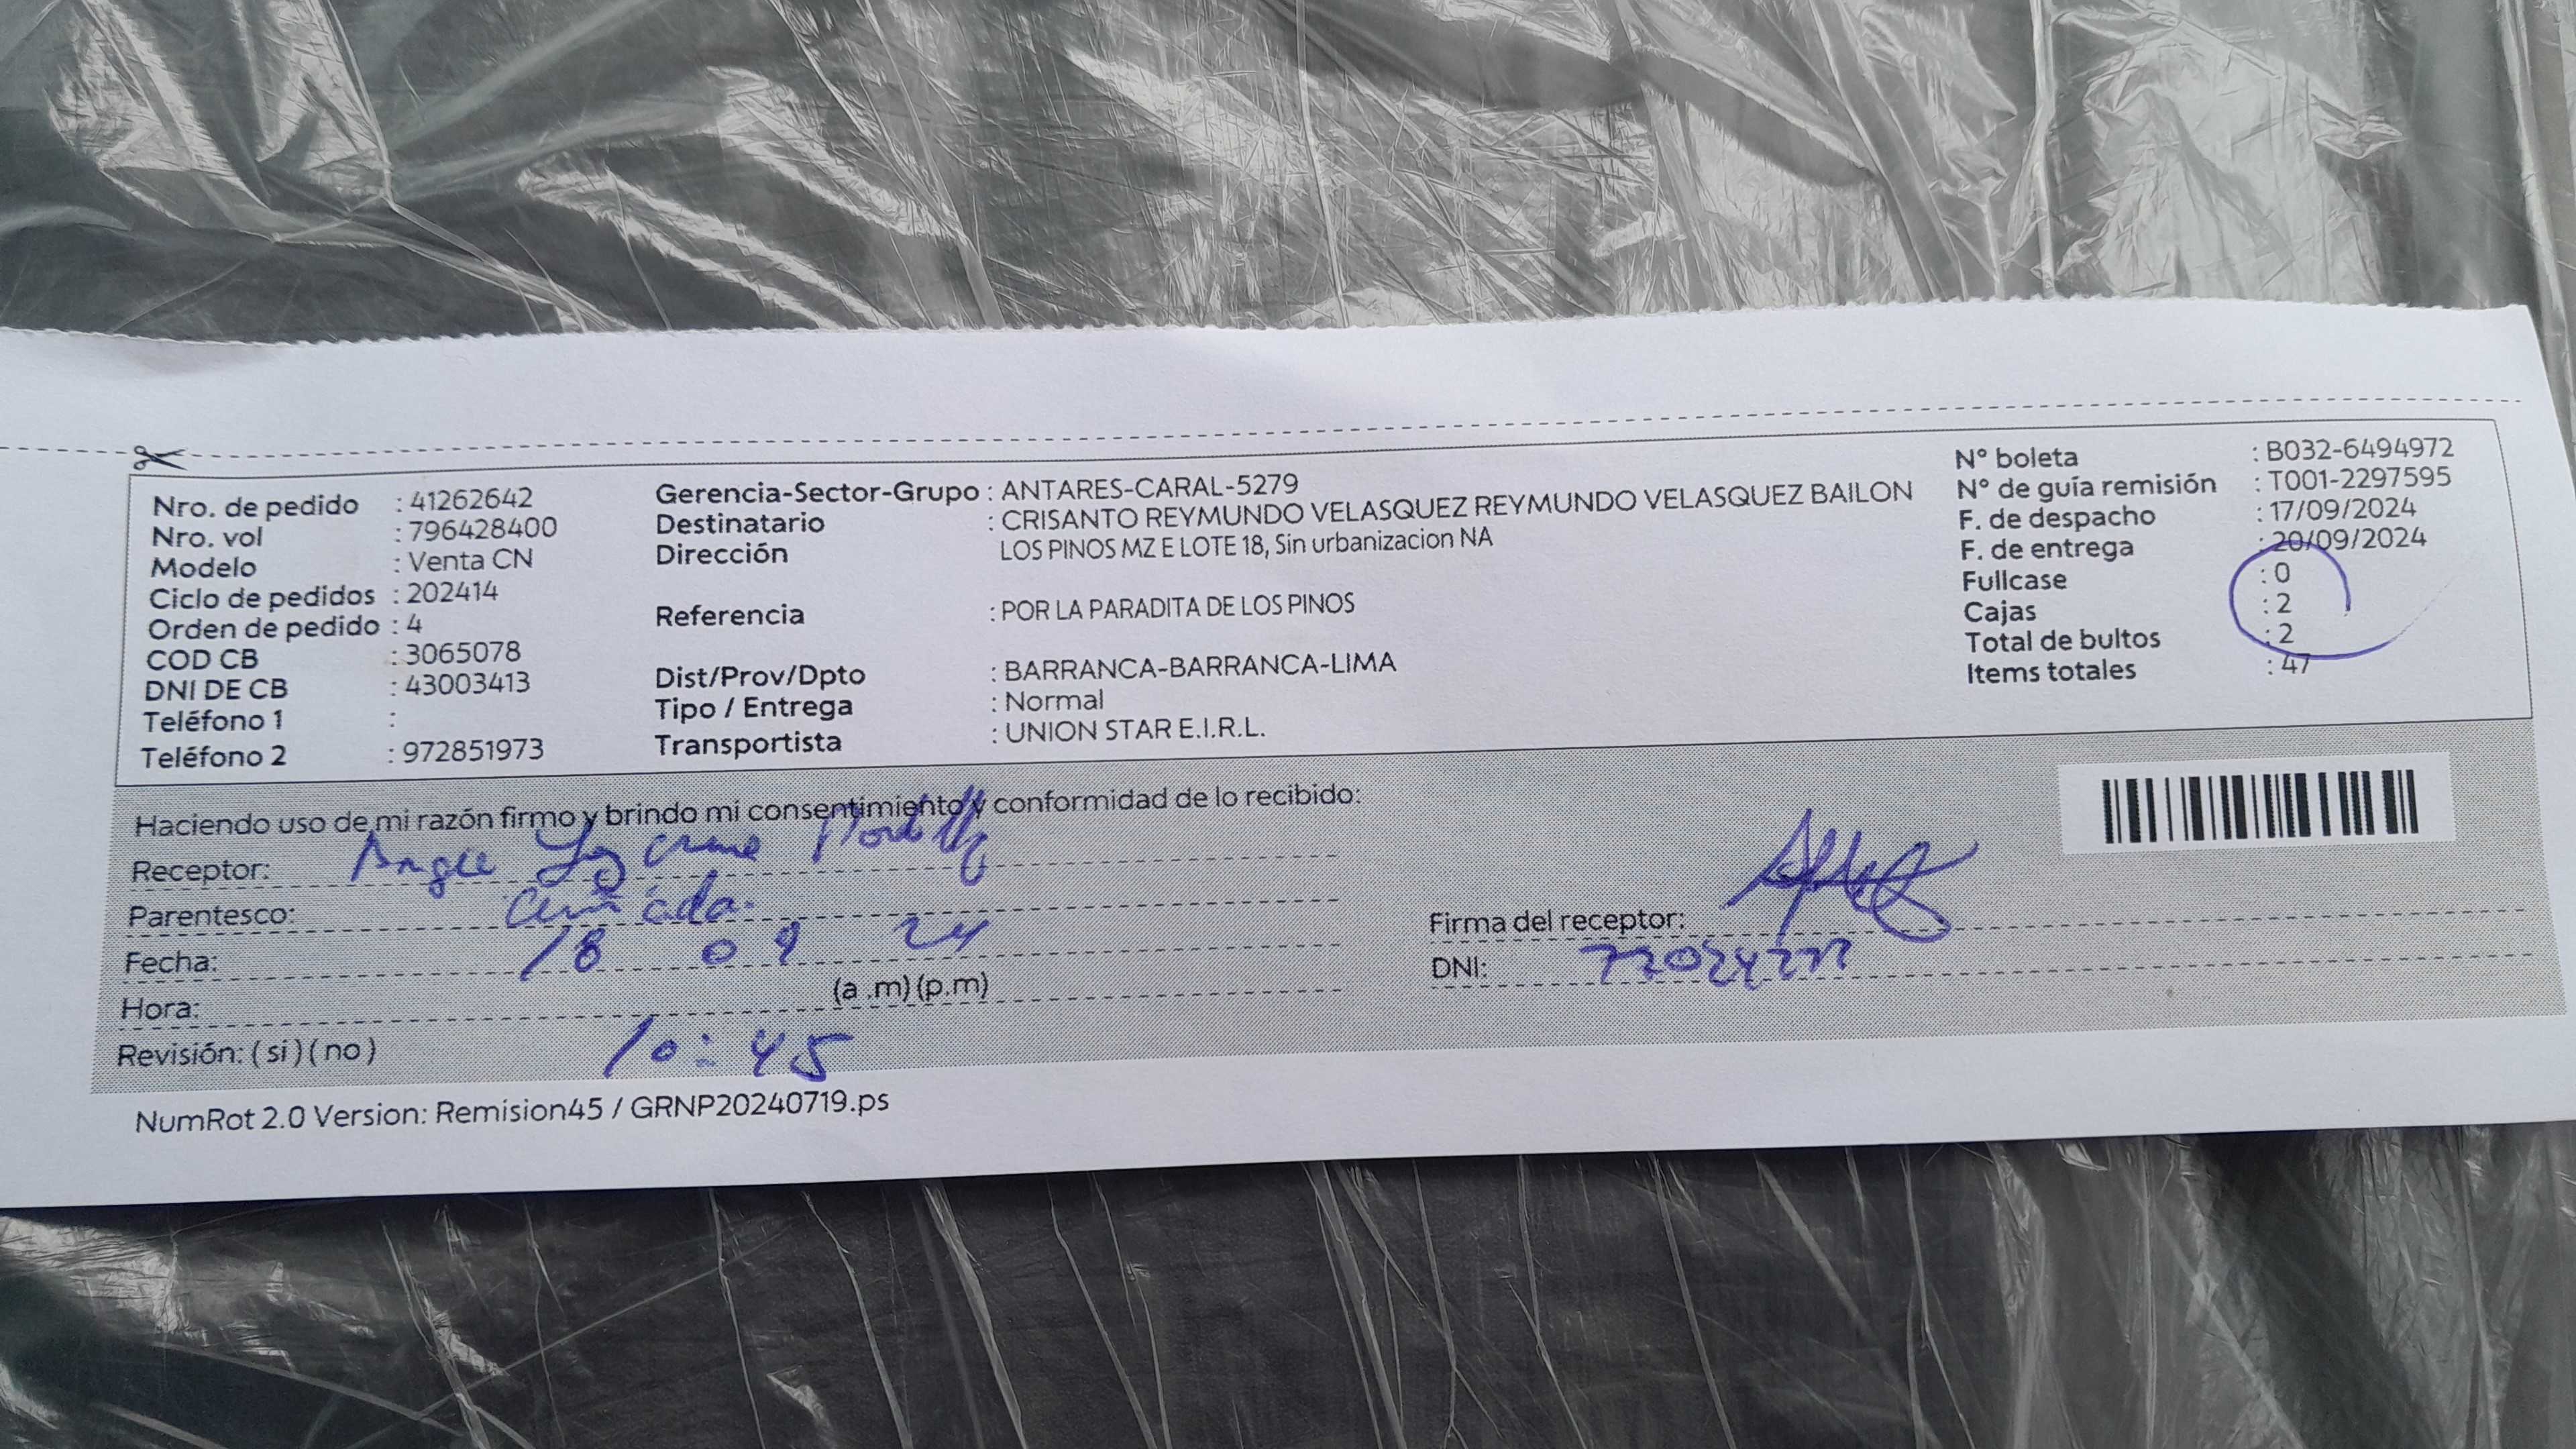 Nro. de pedido : 41262642
Nro. vol : 796428400
Modelo : Venta CN
Ciclo de pedidos : 202414
Orden de pedido : 4
COD CB : 3065078
DNI DE CB : 43003413
Teléfono 1 :
Teléfono 2 : 972851973
Gerencia-Sector-Grupo : ANTARES-CARAL-5279
Destinatario : CRISANTO REYMUNDO VELASQUEZ REYMUNDO VELASQUEZ BAILON
Dirección LOS PINOS MZ E LOTE 18, Sin urbanizacion NA
Referencia : POR LA PARADITA DE LOS PINOS
Dist/Prov/Dpto : BARRANCA-BARRANCA-LIMA
Tipo / Entrega : Normal
Transportista : UNION STAR E.I.R.L.
N° boleta : B032-6494972
N° de guía remisión : T001-2297595
F. de despacho : 17/09/2024
F. de entrega : 20/09/2024
Fullcase : 0
Cajas : 2
Total de bultos : 2
Items totales : 47
Haciendo uso de mi razón firmo y brindo mi consentimiento y conformidad de lo recibido:
Receptor:
Parentesco: cuñada.
Fecha: 18 09 24
Hora: (a .m) (p.m)
Revisión: ( si ) ( no ) 10:45
Firma del receptor:
DNI:
NumRot 2.0 Version: Remision45 / GRNP20240719.ps